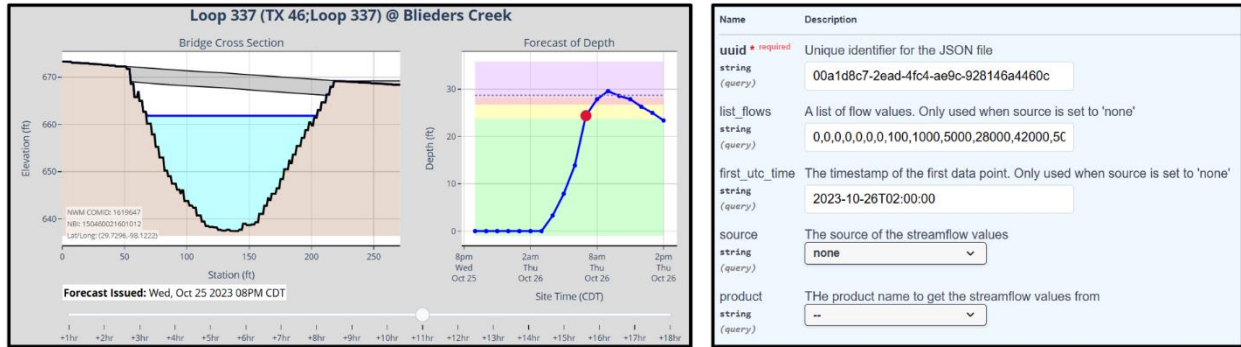 Loop 337 (TX 46;Loop 337) @ Blieders Creek
Bridge Cross Section
Elevation (ft)
670
660
650
640
NWM COMID: 1619647
NBI: 150460021601012
Lat/Long: (29.7296,-98.1222)
0 50 100 150 200 250
Station (ft)
Forecast of Depth
Depth (ft)
30
20
10
0
8pm 2am 8am 2pm
Wed Thu Thu Thu
Oct 25 Oct 26 Oct 26 Oct 26
Site Time (CDT)
Forecast Issued: Wed, Oct 25 2023 08PM CDT
+1hr +2hr +3hr +4hr +5hr +6hr +7hr +8hr +9hr +10hr +11hr +12hr +13hr +14hr +15hr +16hr +17hr +18hr
Name Description
uuid * required Unique identifier for the JSON file
string
(query)
00a1d8c7-2ead-4fc4-ae9c-928146a4460c
list_flows A list of flow values. Only used when source is set to 'none'
string
(query)
0,0,0,0,0,0,0,100,1000,5000,28000,42000,50
first_utc_time The timestamp of the first data point. Only used when source is set to 'none'
string
(query)
2023-10-26T02:00:00
source The source of the streamflow values
string
(query)
none
product THe product name to get the streamflow values from
string
(query)
--